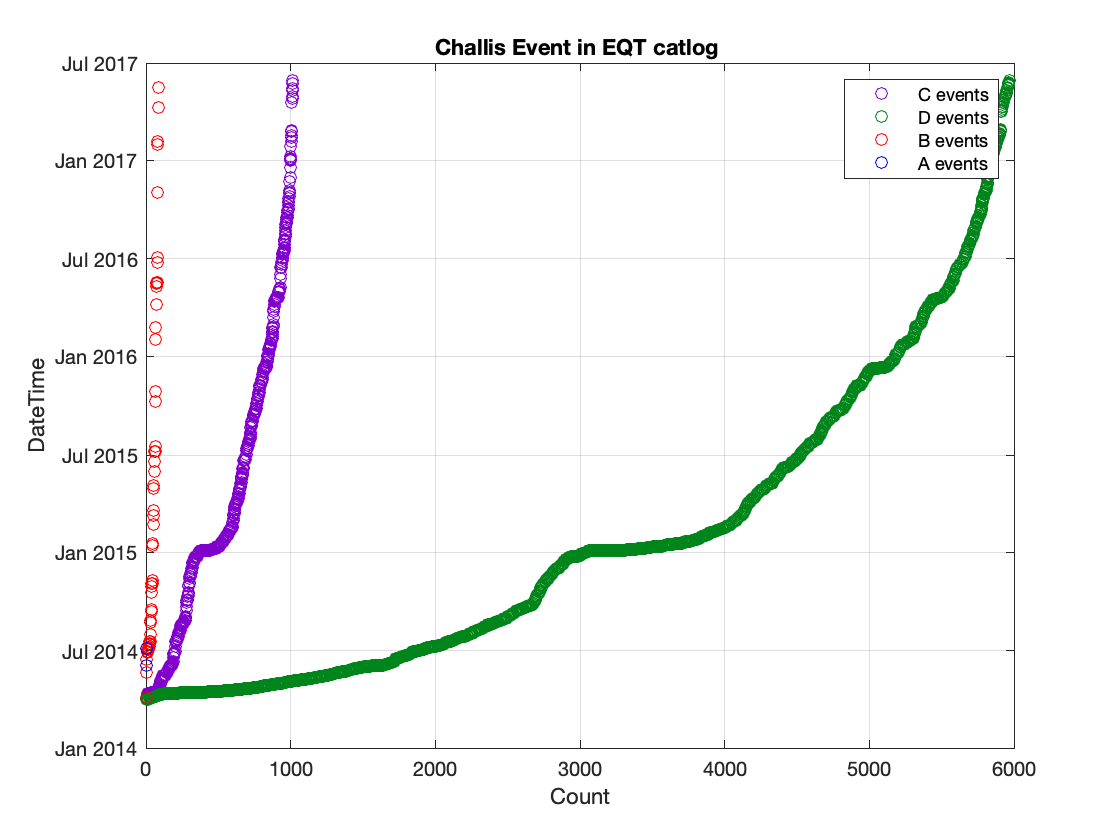 Challis Event in EQT catlog
Jul 2017
Jan 2017
Jul 2016
Jan 2016
Jul 2015
Jan 2015
Jul 2014
Jan 2014
DateTime
C events
D events
B events
A events
0
1000
2000
3000
4000
5000
6000
Count